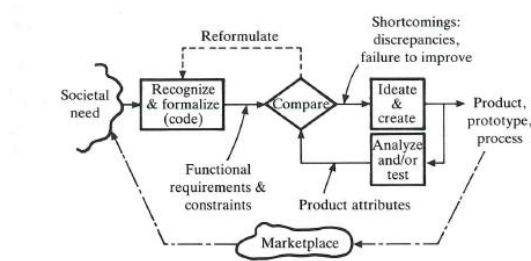 Reformulate
Shortcomings:
discrepancies,
failure to improve
Societal
need
Recognize
& formalize
(code)
Compare
Ideate &
create
Product,
prototype,
process
Analyze
and/or
test
Functional
requirements &
constraints
Product attributes
Marketplace